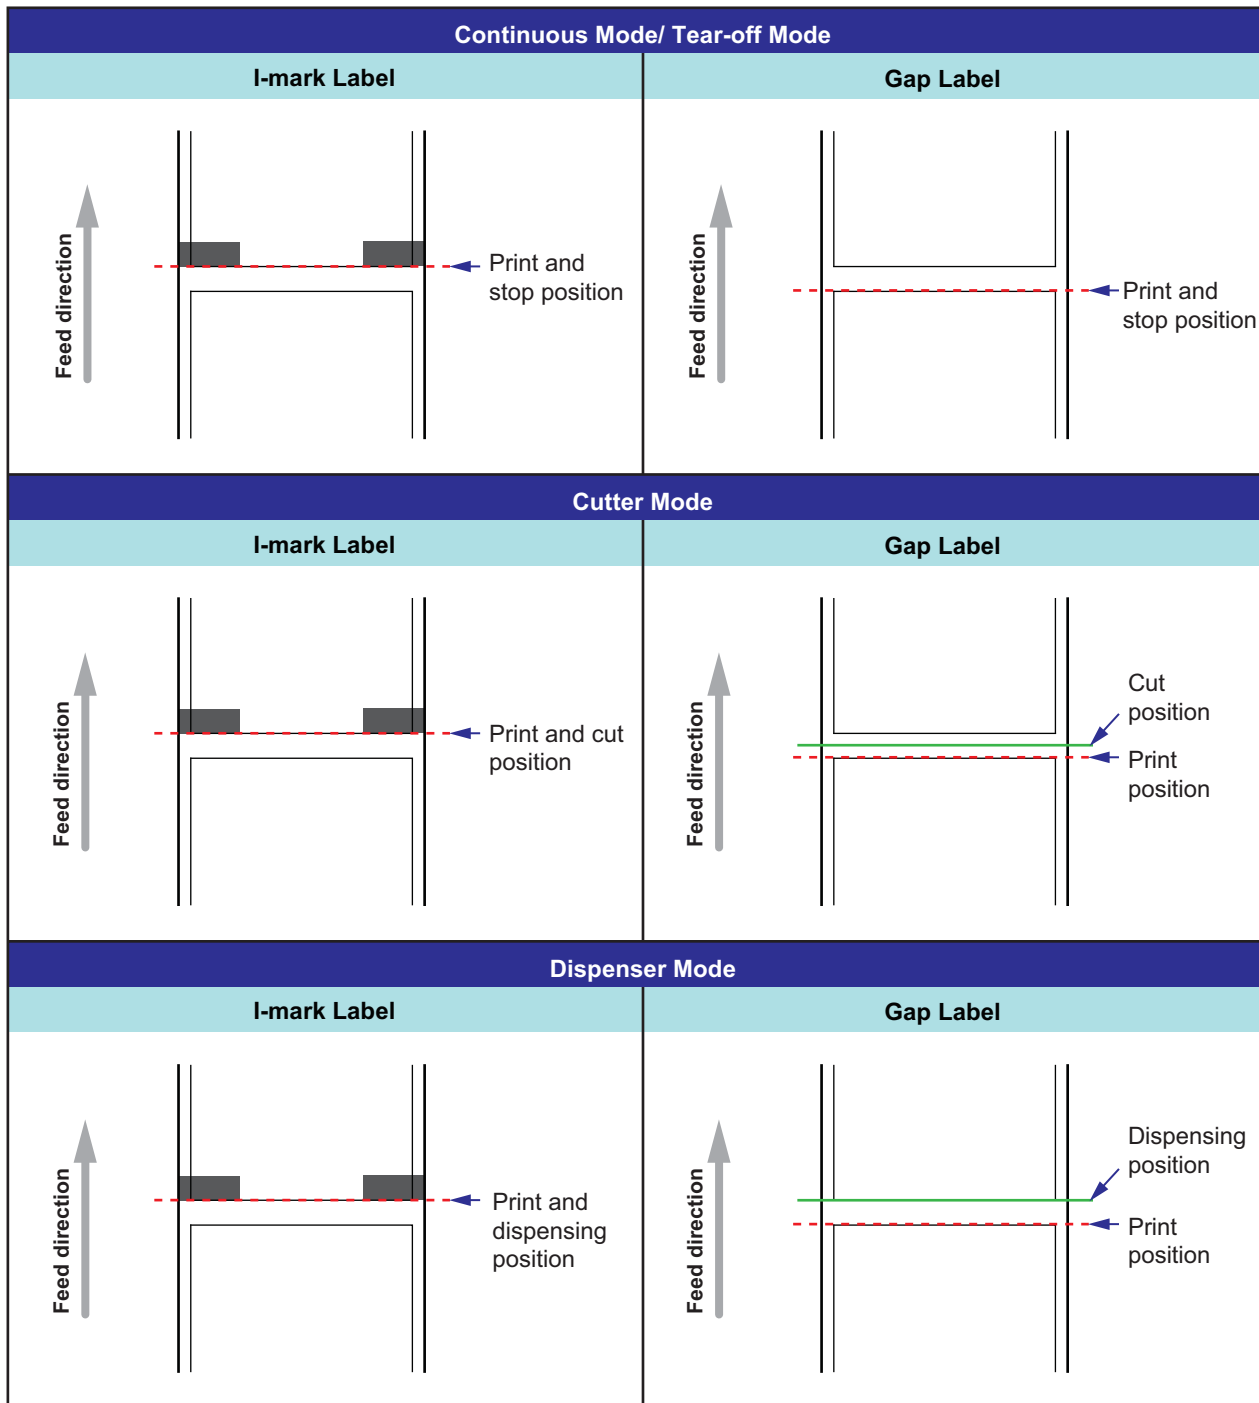 Continuous Mode/ Tear-off Mode
I-mark Label
Gap Label
Feed direction
Print and
stop position
Feed direction
Print and
stop position
Cutter Mode
I-mark Label
Gap Label
Feed direction
Print and cut
position
Feed direction
Cut
position
Print
position
Dispenser Mode
I-mark Label
Gap Label
Feed direction
Print and
dispensing
position
Feed direction
Dispensing
position
Print
position